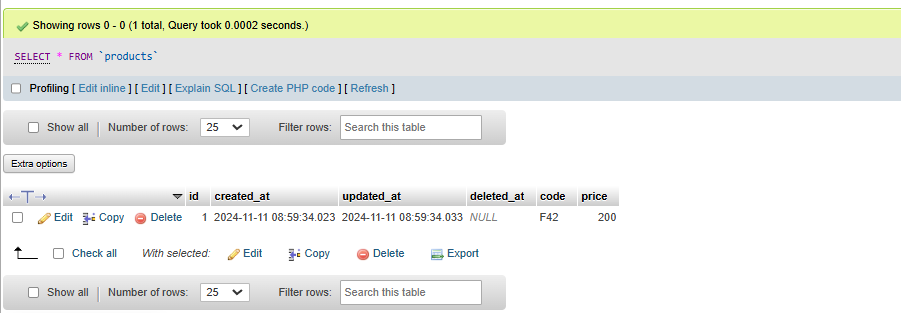 Showing rows 0 - 0 (1 total, Query took 0.0002 seconds.)
SELECT * FROM `products`
Profiling [ Edit inline ] [ Edit ] [ Explain SQL ] [ Create PHP code ] [ Refresh ]
Show all Number of rows: 25 Filter rows: Search this table
Extra options
id created_at updated_at deleted_at code price
Edit Copy Delete 1 2024-11-11 08:59:34.023 2024-11-11 08:59:34.033 NULL F42 200
Check all With selected: Edit Copy Delete Export
Show all Number of rows: 25 Filter rows: Search this table